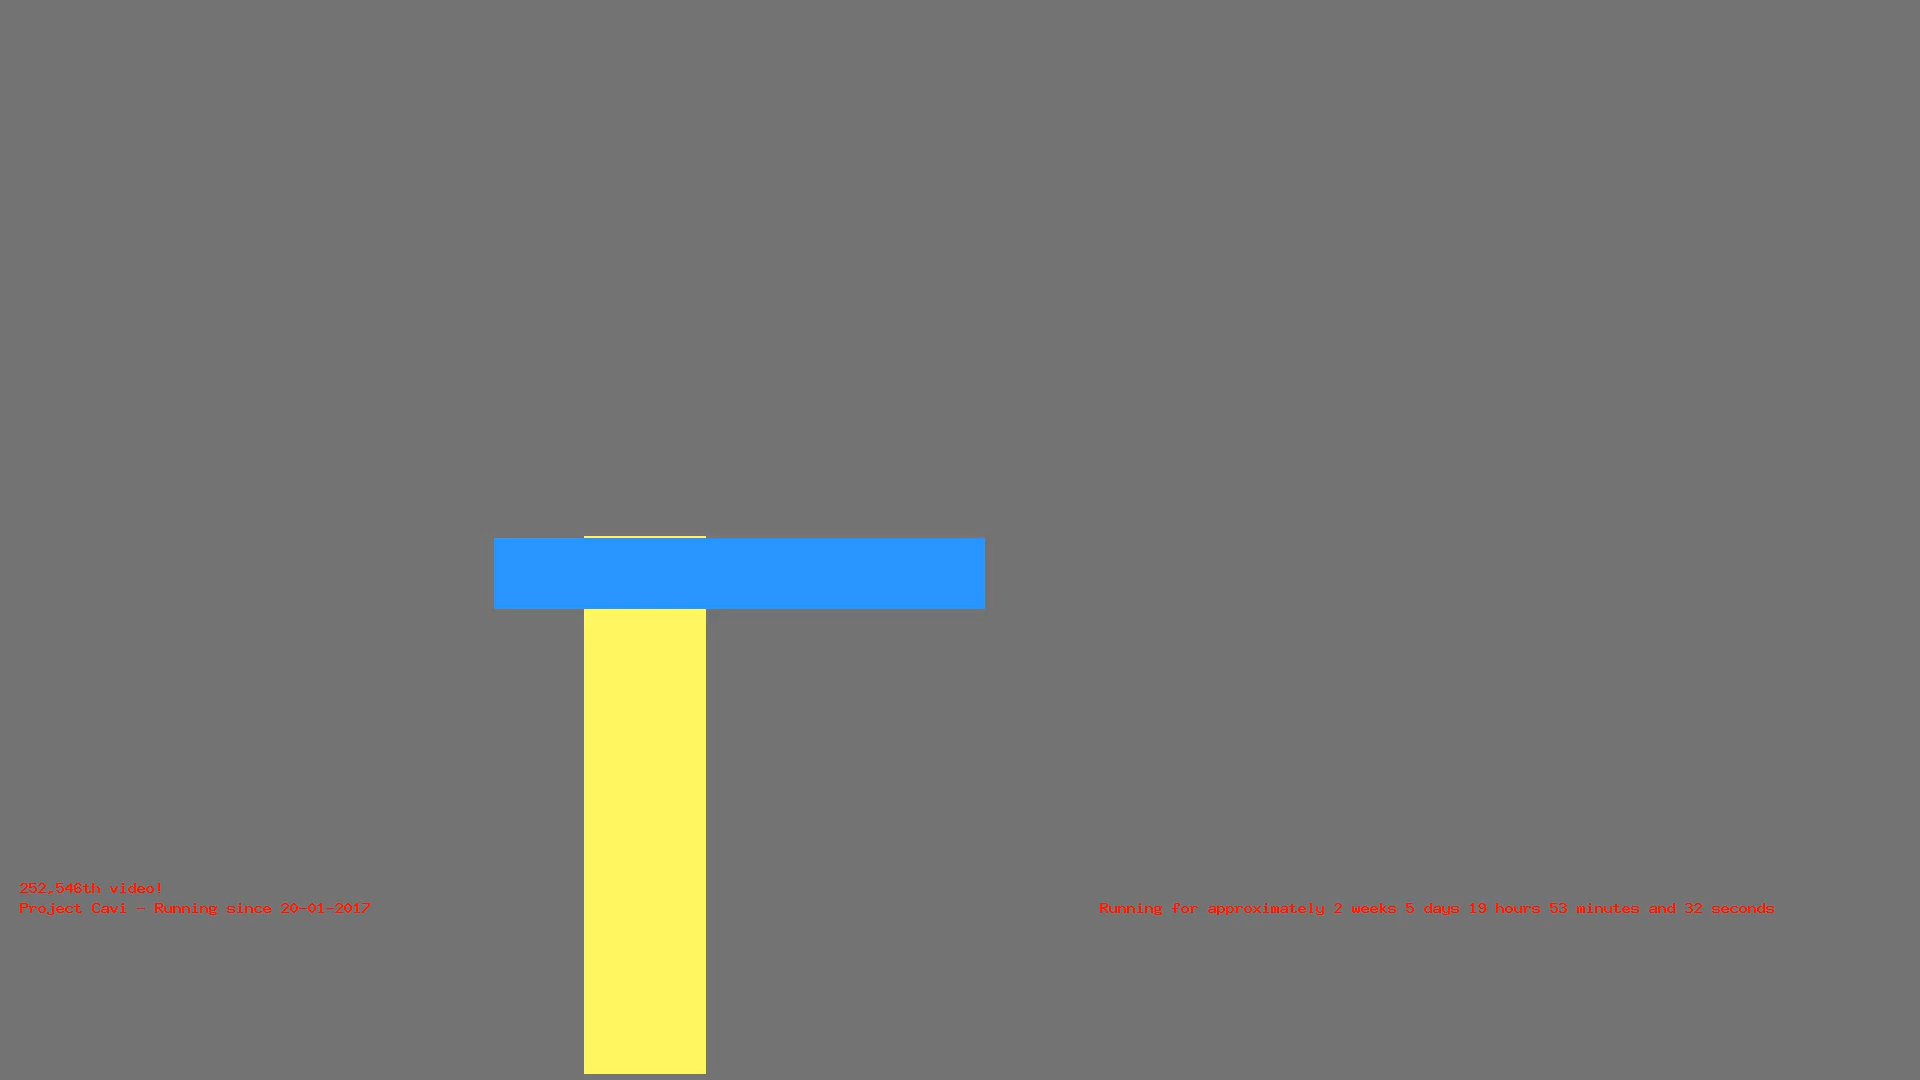 252,546th video!
Project Cavi - Running since 20-01-2017
Running for approximately 2 weeks 5 days 19 hours 53 minutes and 32 seconds